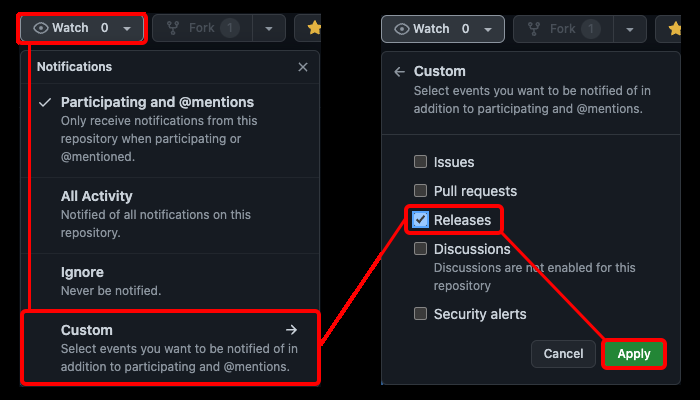 Watch 0
Fork 1
Notifications
Participating and @mentions
Only receive notifications from this
repository when participating or
@mentioned.
All Activity
Notified of all notifications on this
repository.
Ignore
Never be notified.
Custom
Select events you want to be notified of in
addition to participating and @mentions.
Watch 0
Fork 1
Custom
Select events you want to be notified of in
addition to participating and @mentions.
Issues
Pull requests
Releases
Discussions
Discussions are not enabled for this
repository
Security alerts
Cancel
Apply